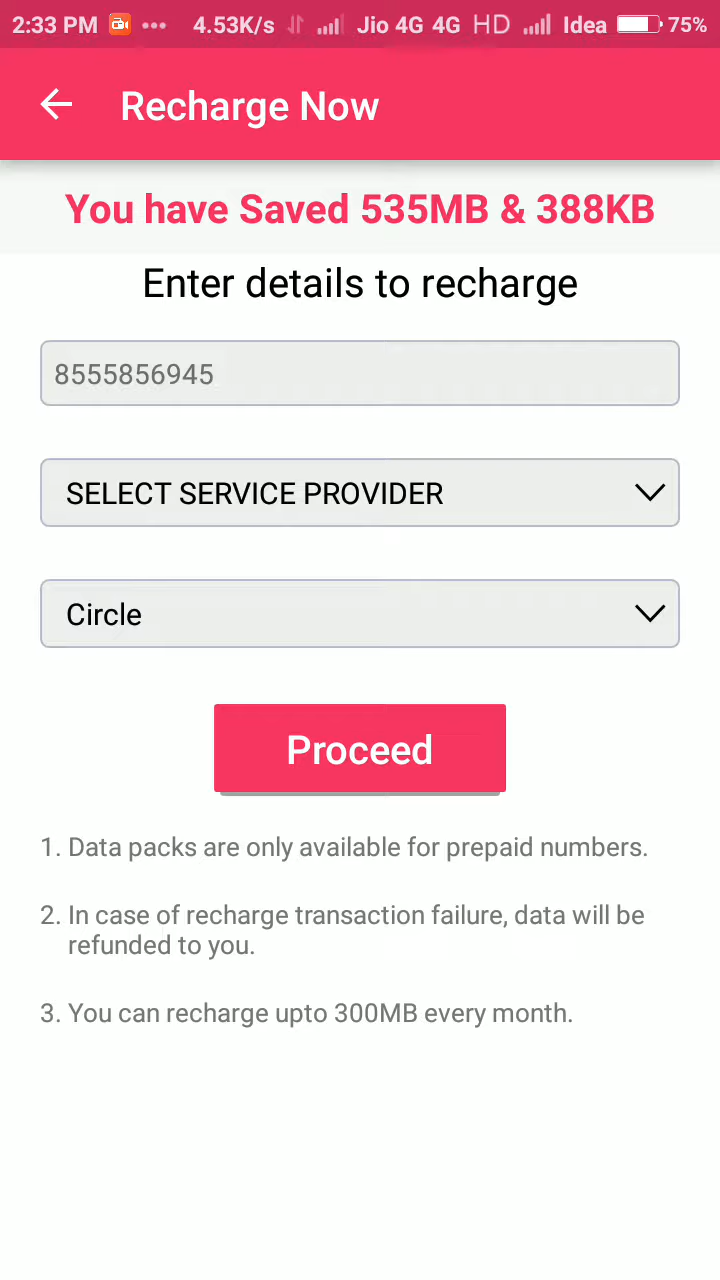 2:33 PM ... 4.53K/s Jio 4G 4G HD Idea 75%
Recharge Now
You have Saved 535MB & 388KB
Enter details to recharge
8555856945
SELECT SERVICE PROVIDER
Circle
Proceed
1. Data packs are only available for prepaid numbers.
2. In case of recharge transaction failure, data will be
refunded to you.
3. You can recharge upto 300MB every month.